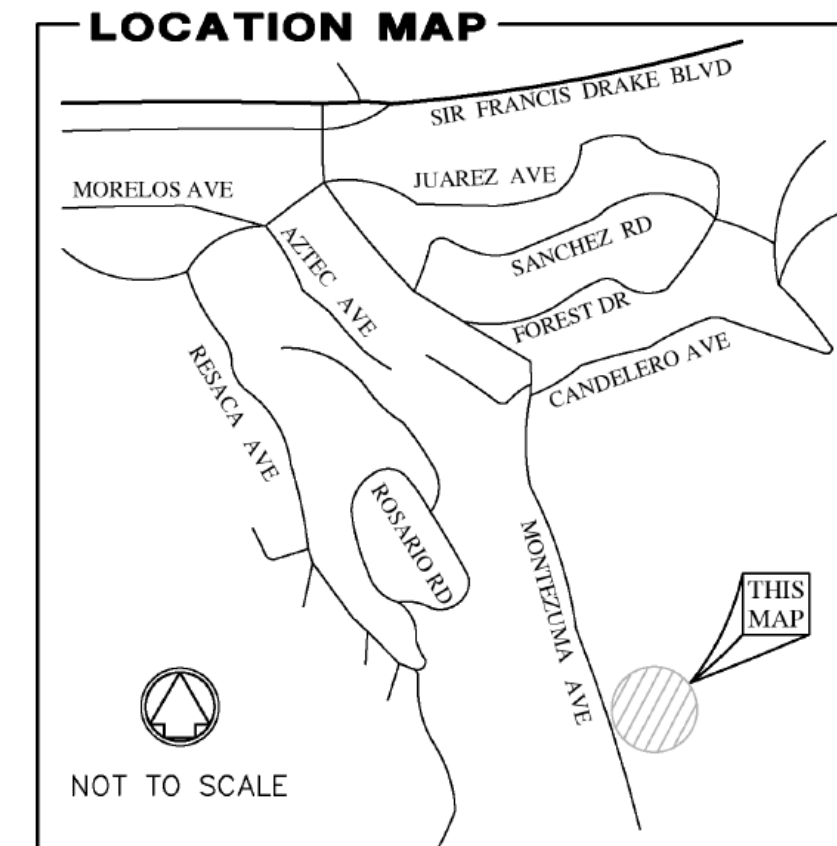 LOCATION MAP
SIR FRANCIS DRAKE BLVD
JUAREZ AVE
MORELOS AVE
SANCHEZ RD
AZTEC AVE
FOREST DR
CANDELERO AVE
RESACA AVE
ROSARIO RD
MONTEZUMA AVE
THIS
MAP
NOT TO SCALE